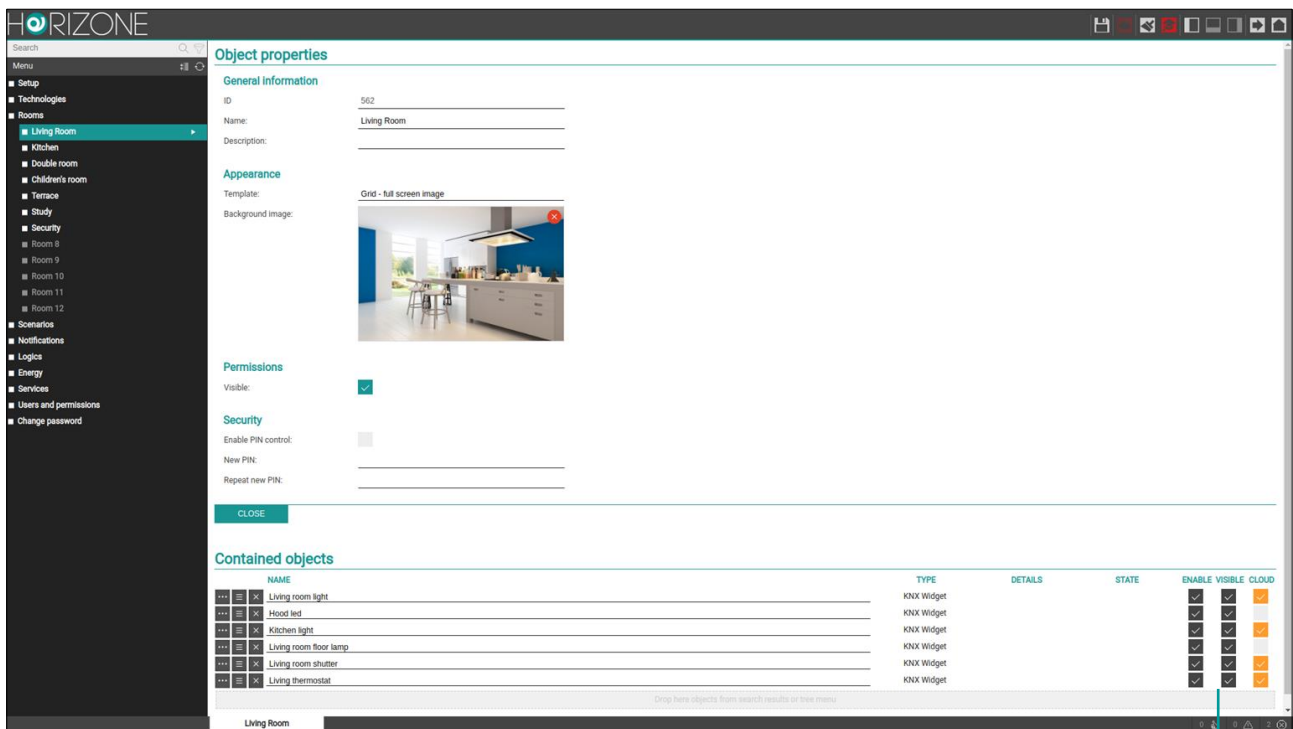 HORIZONE
Search
Menu
Setup
Technologies
Rooms
Living Room
Kitchen
Double room
Children's room
Terrace
Study
Security
Room 8
Room 9
Room 10
Room 11
Room 12
Scenarios
Notifications
Logics
Energy
Services
Users and permissions
Change password
Object properties
General information
ID 562
Name: Living Room
Description:
Appearance
Template: Grid - full screen image
Background image:
Permissions
Visible:
Security
Enable PIN control:
New PIN:
Repeat new PIN:
CLOSE
Contained objects
NAME TYPE DETAILS STATE ENABLE VISIBLE CLOUD
Living room light KNX Widget
Hood led KNX Widget
Kitchen light KNX Widget
Living room floor lamp KNX Widget
Living room shutter KNX Widget
Living thermostat KNX Widget
Drop here objects from search results or tree menu
Living Room 0 0 2